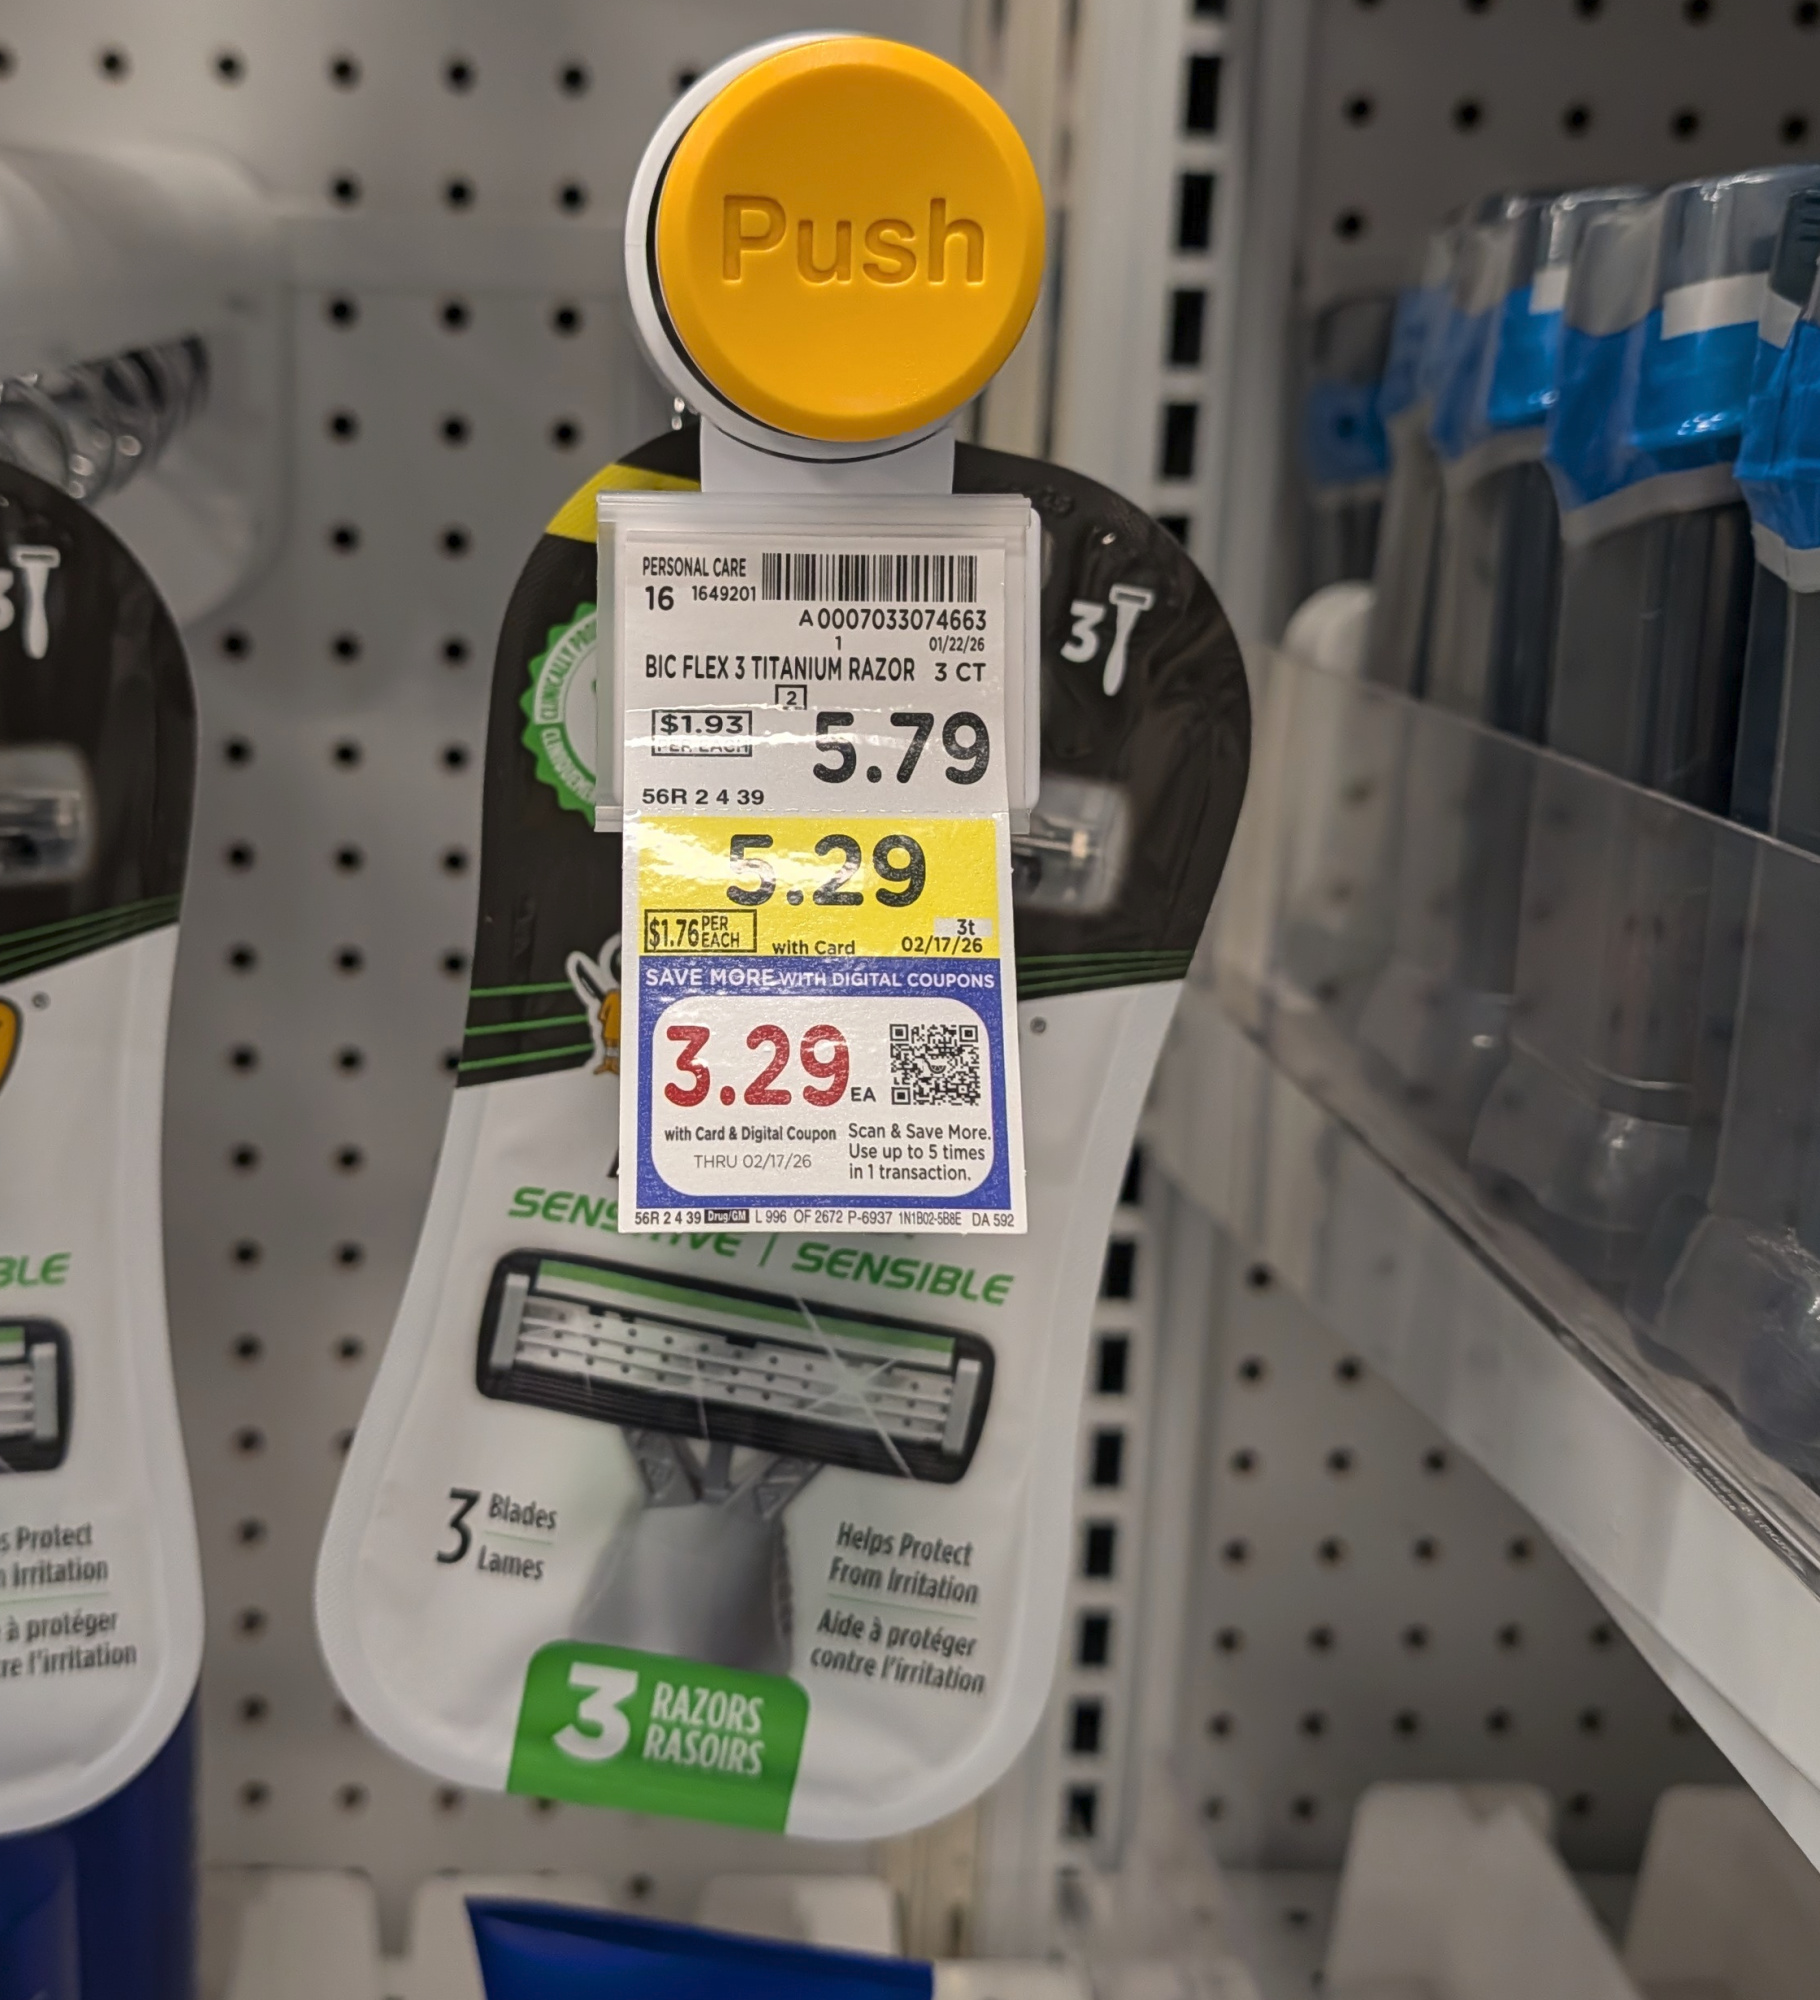 Push
PERSONAL CARE
16 1649201
A0007033074663
1 01/22/26
BIC FLEX 3 TITANIUM RAZOR 3 CT
2
$1.93
PER EACH
5.79
56R 2 4 39
5.29
$1.76 PER EACH
with Card
3t
02/17/26
SAVE MORE WITH DIGITAL COUPONS
3.29 EA
with Card & Digital Coupon
THRU 02/17/26
Scan & Save More.
Use up to 5 times
in 1 transaction.
56R 2 4 39 Drug/GM L 996 OF 2672 P-6937 1N1B02-5B8E DA 592
3
®
SENSITIVE | SENSIBLE
3 Blades
Lames
Helps Protect
From Irritation
Aide à protéger
contre l'irritation
3 RAZORS
RASOIRS
3
®
BLE
s Protect
Irritation
à protéger
re l'irritation